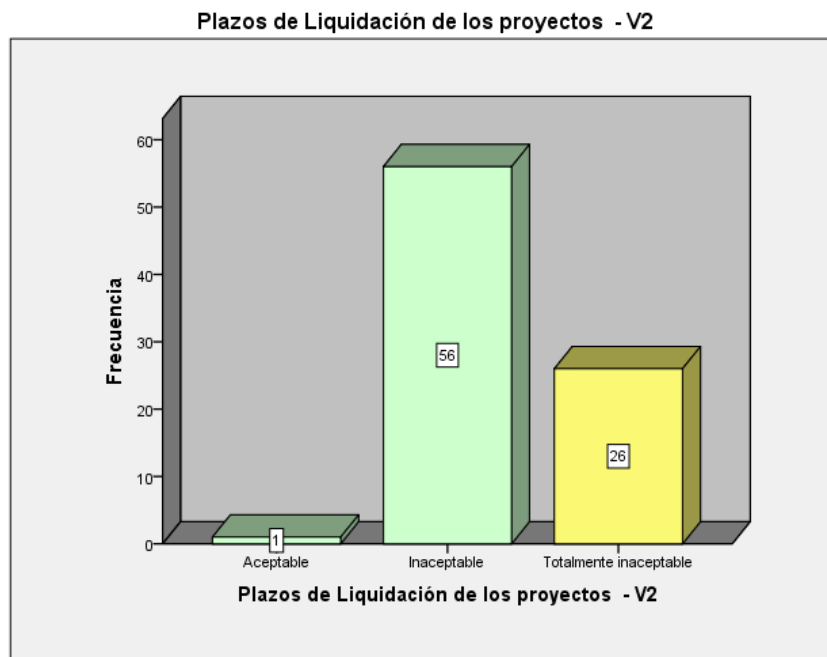 Plazos de Liquidación de los proyectos - V2
Frecuencia
60
50
40
30
20
10
0
56
26
1
Aceptable
Inaceptable
Totalmente inaceptable
Plazos de Liquidación de los proyectos - V2